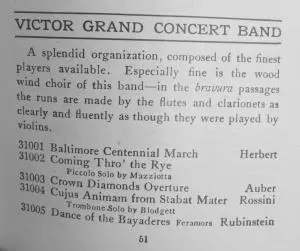 VICTOR GRAND CONCERT BAND
A splendid organization, composed of the finest
players available. Especially fine is the wood
wind choir of this band—in the bravura passages
the runs are made by the flutes and clarionets as
clearly and fluently as though they were played by
violins.
31001 Baltimore Centennial March Herbert
31002 Coming Thro' the Rye
Piccolo Solo by Mazziotta
31003 Crown Diamonds Overture Auber
31004 Cujus Animam from Stabat Mater Rossini
Trombone Solo by Blodgett
31005 Dance of the Bayaderes Feramors Rubinstein
51